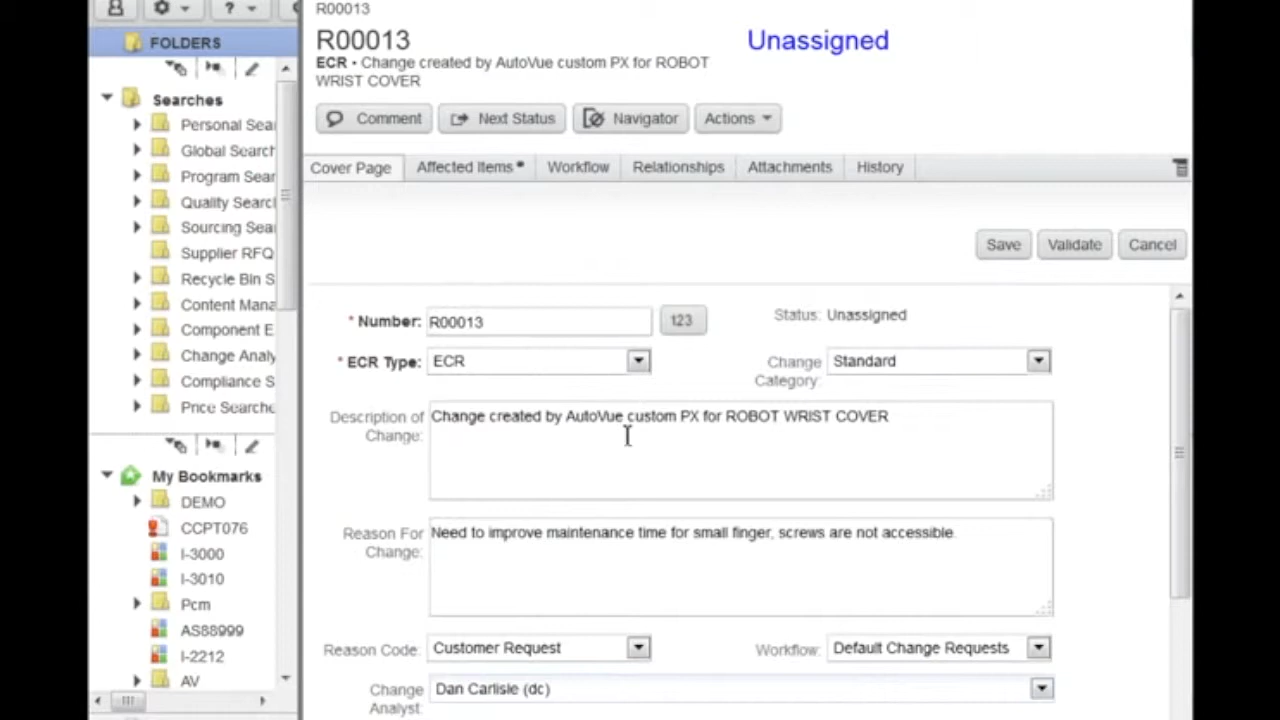 ?
FOLDERS
Searches
Personal Sea
Global Search
Program Sear
Quality Searcl
Sourcing Sea
Supplier RFQ
Recycle Bin S
Content Mana
Component E
Change Analy
Compliance S
Price Searche
My Bookmarks
DEMO
CCPT076
I-3000
I-3010
Pcm
AS88999
I-2212
AV
R00013
R00013
Unassigned
ECR • Change created by AutoVue custom PX for ROBOT
WRIST COVER
Comment
Next Status
Navigator
Actions
Cover Page
Affected Items
Workflow
Relationships
Attachments
History
Save
Validate
Cancel
* Number: R00013
123
Status: Unassigned
* ECR Type: ECR
Change
Category:
Standard
Description of
Change:
Change created by AutoVue custom PX for ROBOT WRIST COVER
Reason For
Change:
Need to improve maintenance time for small finger, screws are not accessible.
Reason Code: Customer Request
Workflow: Default Change Requests
Change
Analyst:
Dan Carlisle (dc)